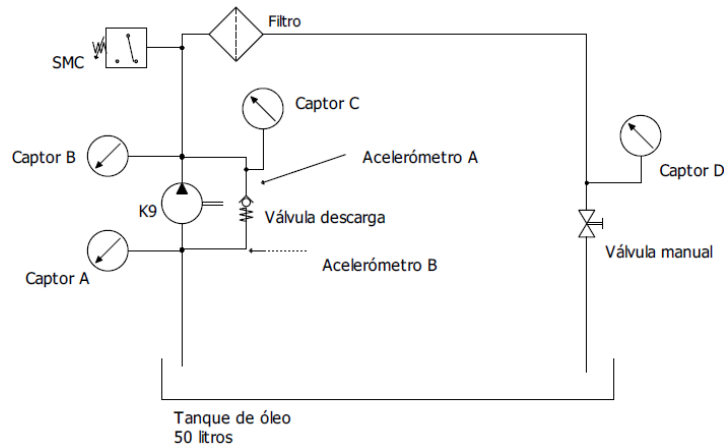 Filtro
SMC
Captor C
Captor B
Acelerómetro A
Captor D
K9
Válvula descarga
Válvula manual
Captor A
Acelerómetro B
Tanque de óleo
50 litros